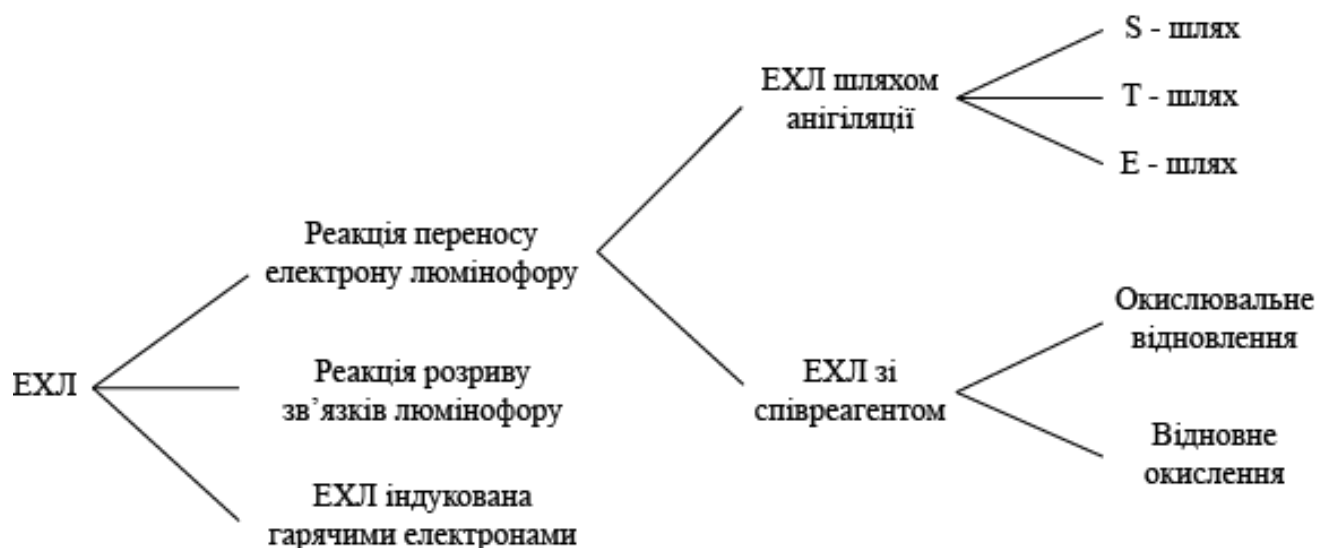 S - шлях
ЕХЛ шляхом
анігіляції
T - шлях
E - шлях
Реакція переносу
електрону люмінофору
Окислювальне
відновлення
ЕХЛ
Реакція розриву
зв’язків люмінофору
ЕХЛ зі
співреагентом
Відновне
окислення
ЕХЛ індукована
гарячими електронами